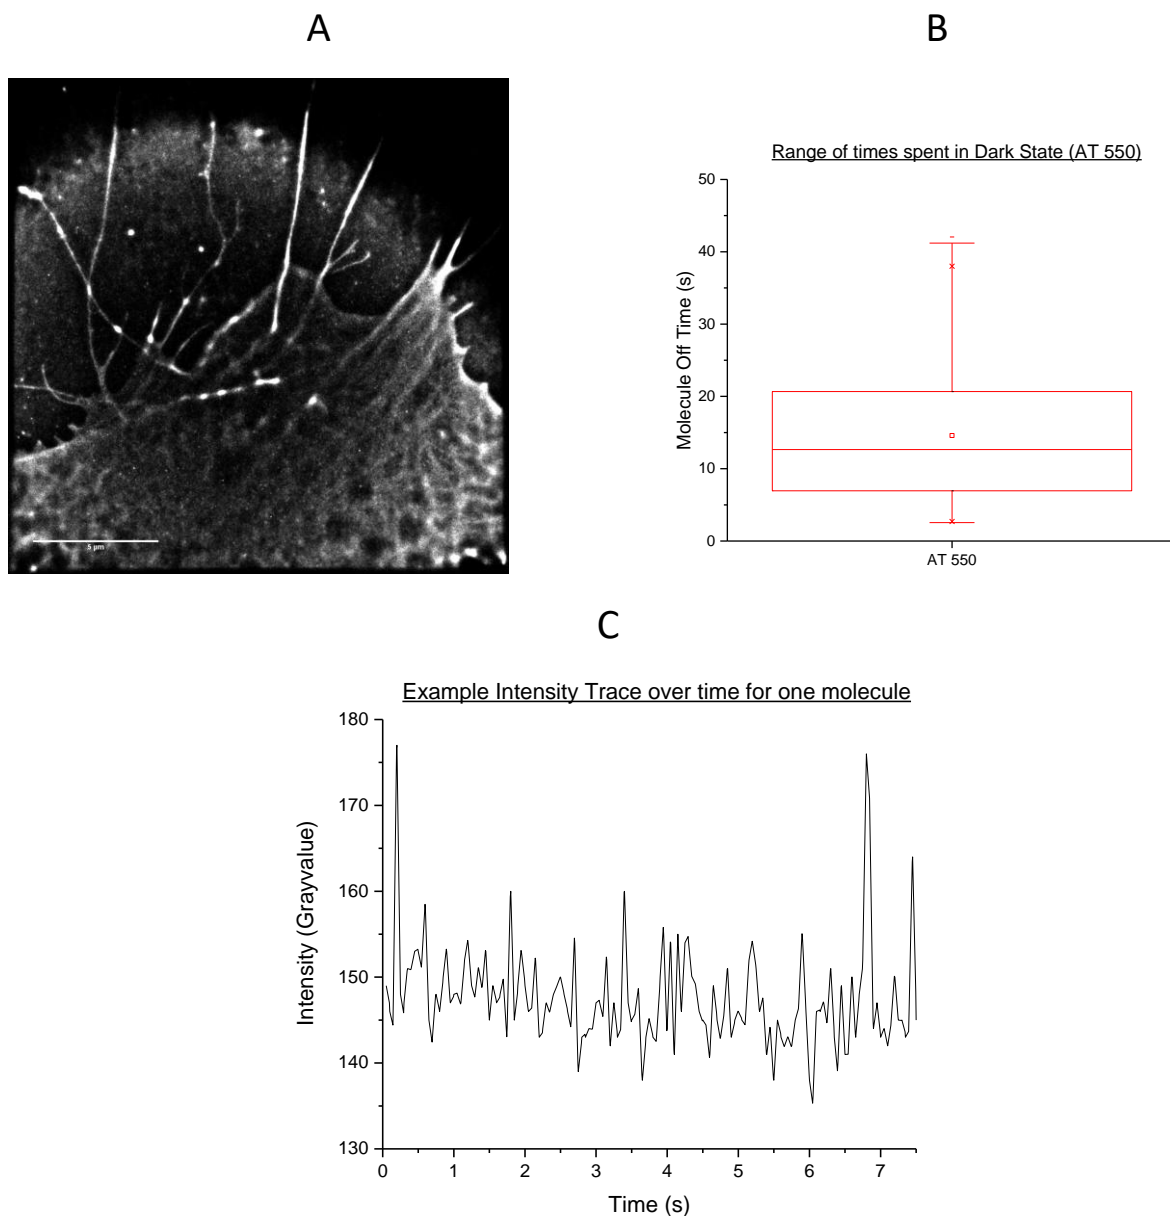 A
B
5 µm
Range of times spent in Dark State (AT 550)
50
40
30
20
10
0
Molecule Off Time (s)
AT 550
C
Example Intensity Trace over time for one molecule
180
170
160
150
140
130
Intensity (Grayvalue)
0 1 2 3 4 5 6 7
Time (s)